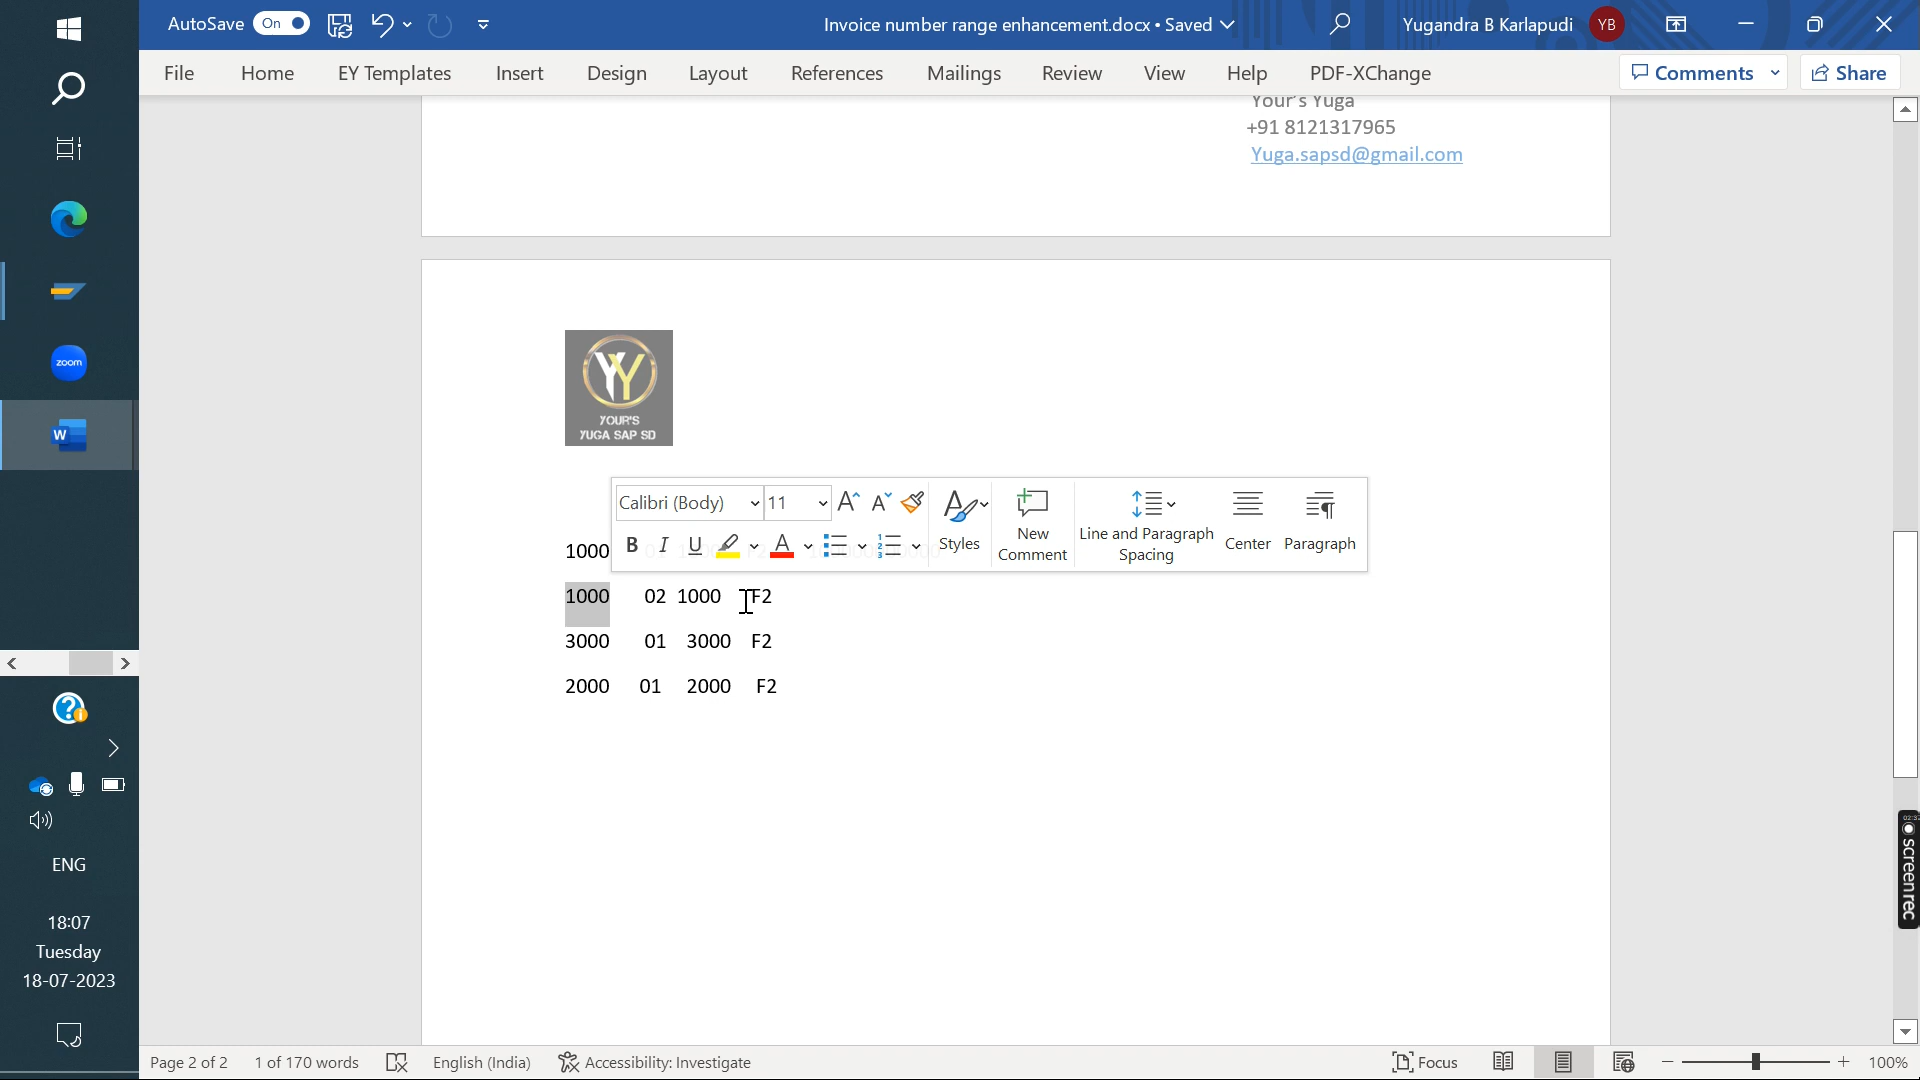 AutoSave On Invoice number range enhancement.docx • Saved Yugandra B Karlapudi YB
File Home EY Templates Insert Design Layout References Mailings Review View Help PDF-XChange Comments Share
Your's Yuga
+91 8121317965
Yuga.sapsd@gmail.com
YY
YOUR'S
YUGA SAP SD
Calibri (Body) 11
Styles
New Comment
Line and Paragraph Spacing
Center
Paragraph
1000
1000 02 1000 F2
3000 01 3000 F2
2000 01 2000 F2
zoom
W
ENG
18:07
Tuesday
18-07-2023
screenrec
Page 2 of 2 1 of 170 words English (India) Accessibility: Investigate Focus 100%